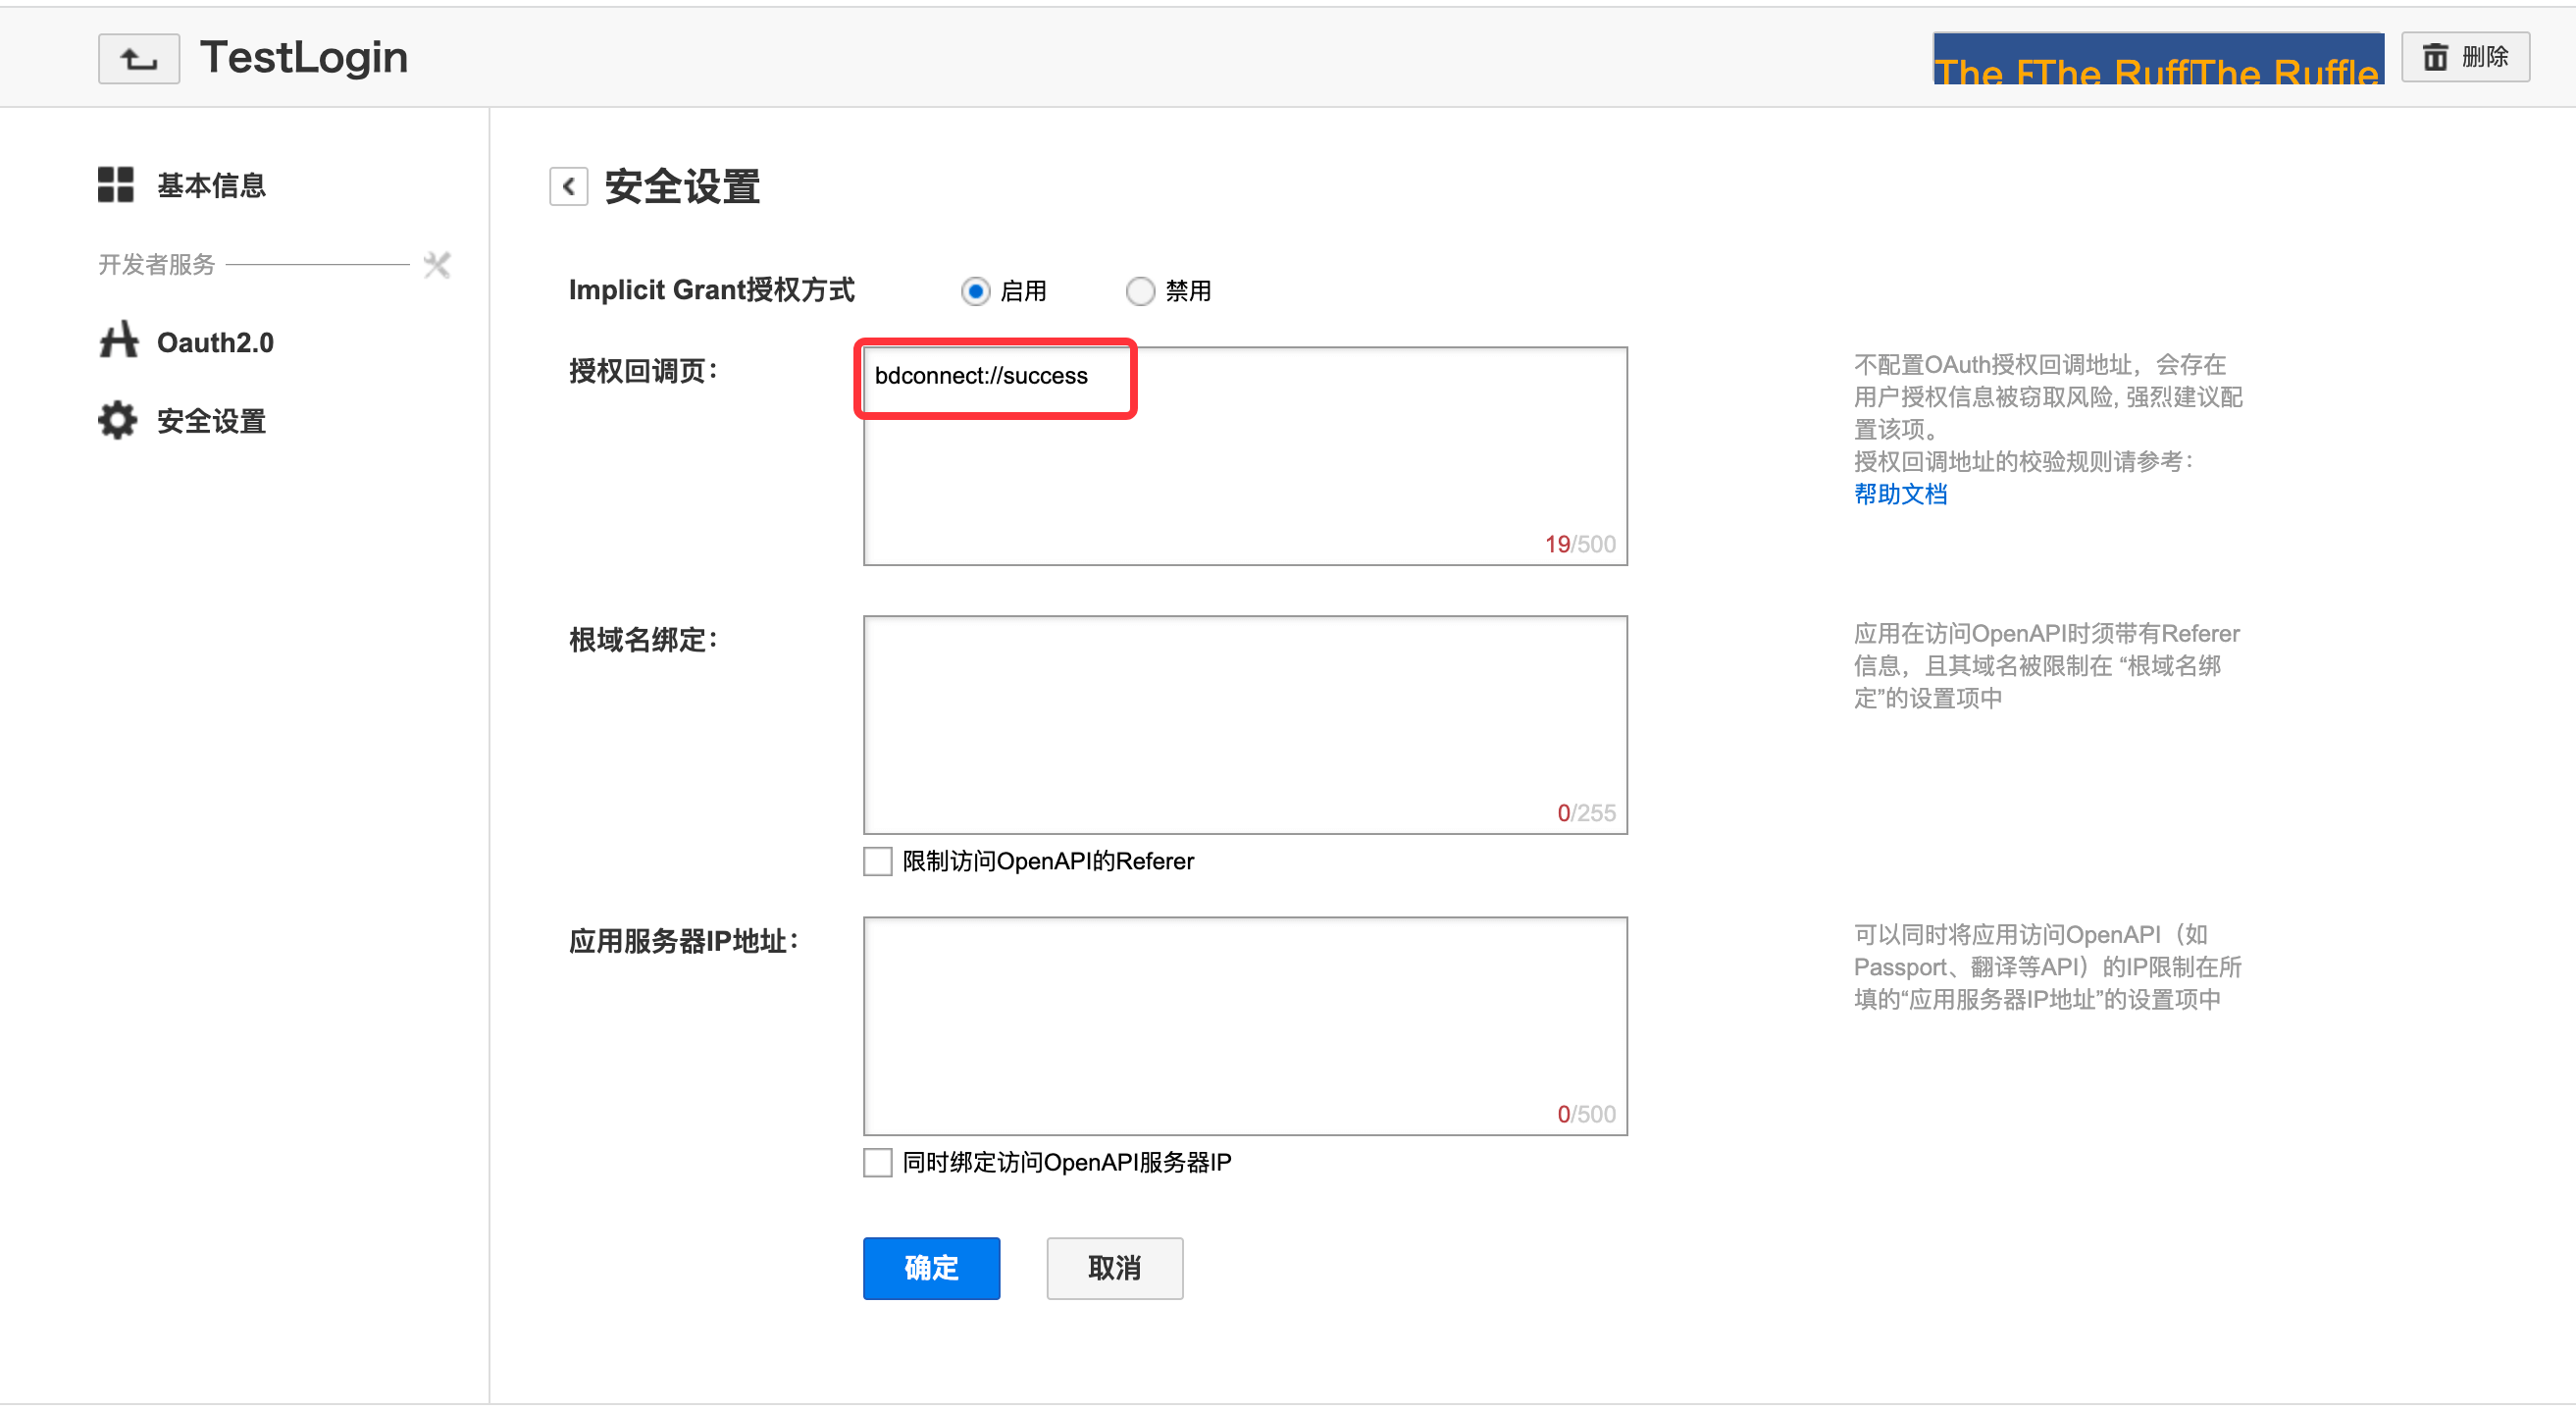 TestLogin
The FThe RuffThe Ruffle
删除
基本信息
开发者服务
Oauth2.0
安全设置
安全设置
Implicit Grant授权方式
启用
禁用
授权回调页：
bdconnect://success
19/500
不配置OAuth授权回调地址，会存在
用户授权信息被窃取风险, 强烈建议配
置该项。
授权回调地址的校验规则请参考：
帮助文档
根域名绑定：
0/255
应用在访问OpenAPI时须带有Referer
信息，且其域名被限制在 “根域名绑
定”的设置项中
限制访问OpenAPI的Referer
应用服务器IP地址：
0/500
可以同时将应用访问OpenAPI（如
Passport、翻译等API）的IP限制在所
填的“应用服务器IP地址”的设置项中
同时绑定访问OpenAPI服务器IP
确定
取消